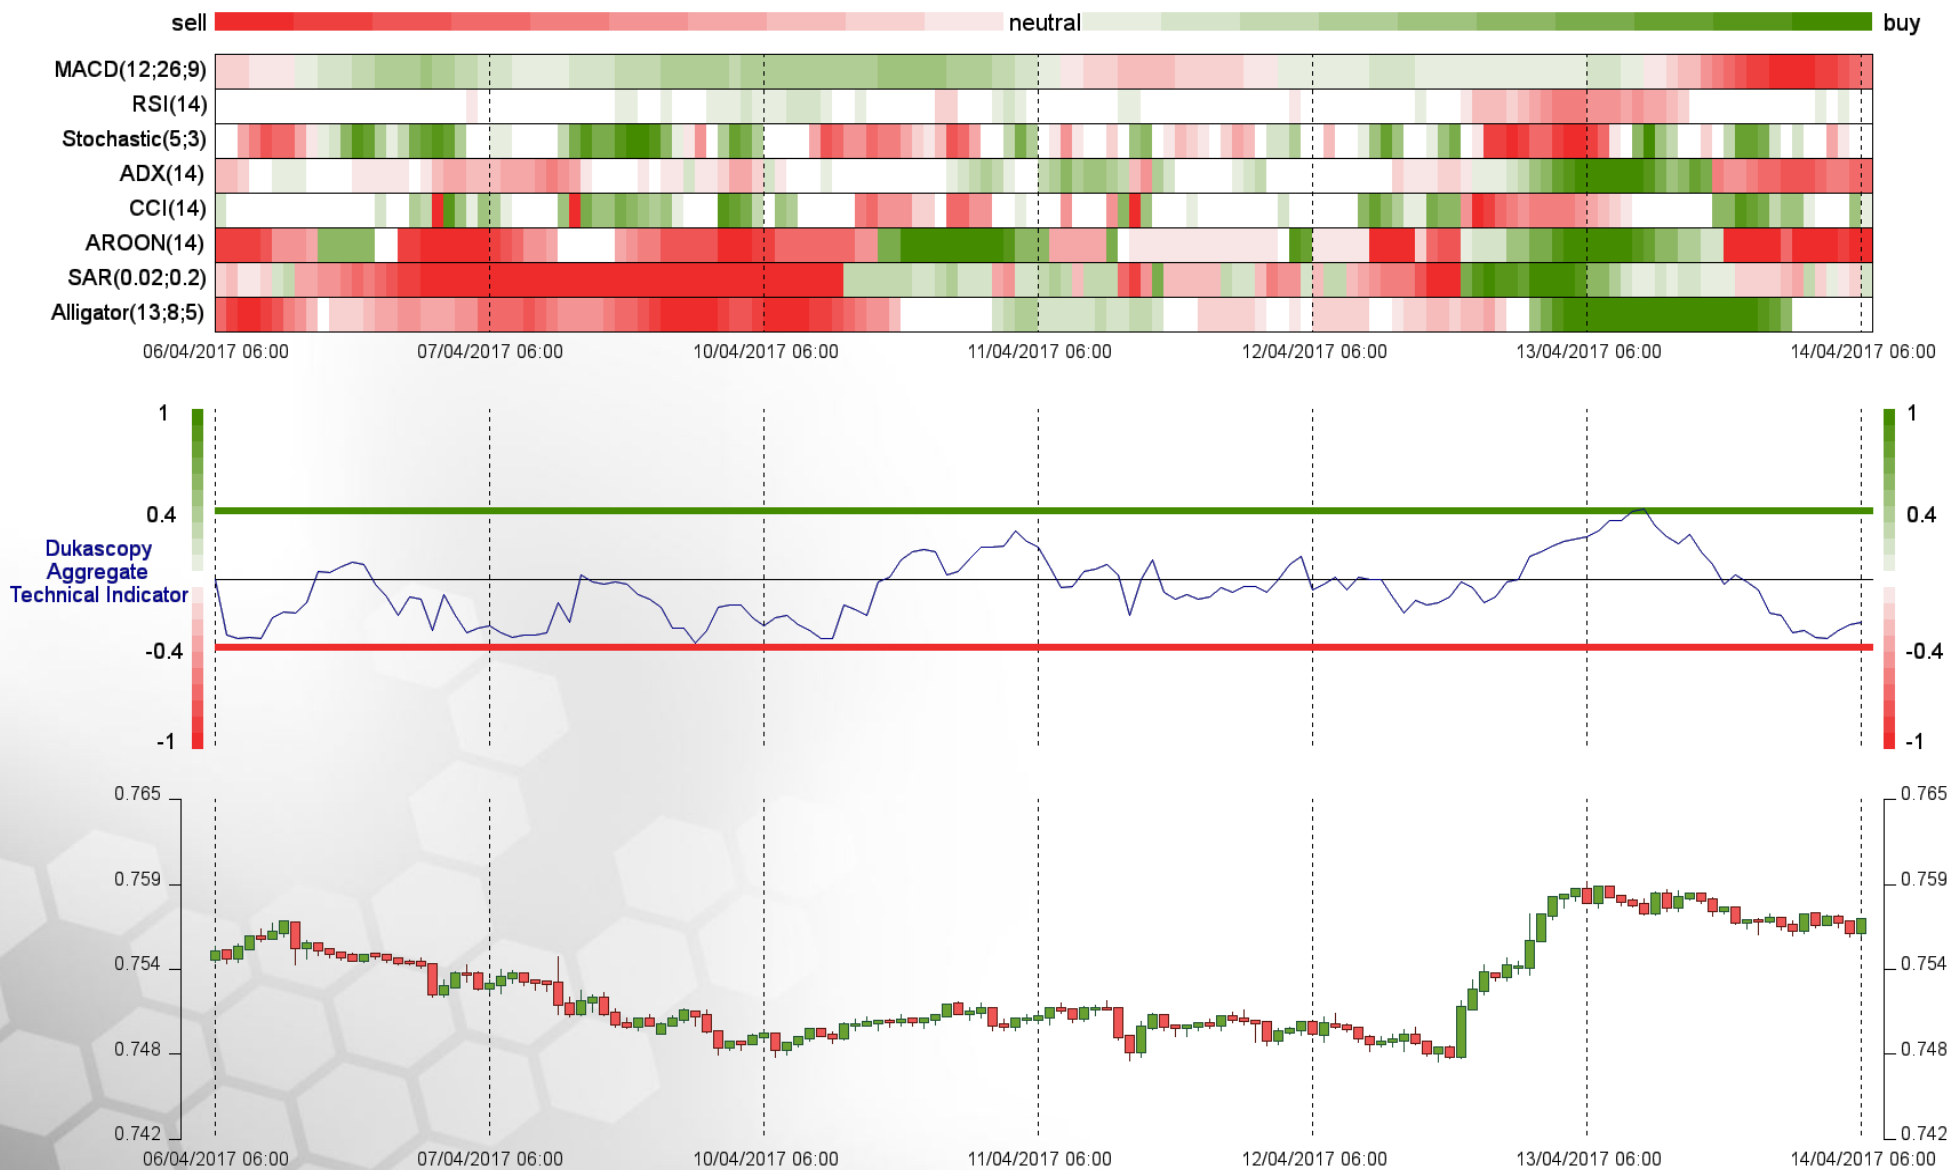 sell neutral buy
MACD(12;26;9)
RSI(14)
Stochastic(5;3)
ADX(14)
CCI(14)
AROON(14)
SAR(0.02;0.2)
Alligator(13;8;5)
06/04/2017 06:00 07/04/2017 06:00 10/04/2017 06:00 11/04/2017 06:00 12/04/2017 06:00 13/04/2017 06:00 14/04/2017 06:00
1 1
0.4 0.4
Dukascopy
Aggregate
Technical Indicator
-0.4 -0.4
-1 -1
0.765 0.765
0.759 0.759
0.754 0.754
0.748 0.748
0.742 0.742
06/04/2017 06:00 07/04/2017 06:00 10/04/2017 06:00 11/04/2017 06:00 12/04/2017 06:00 13/04/2017 06:00 14/04/2017 06:00